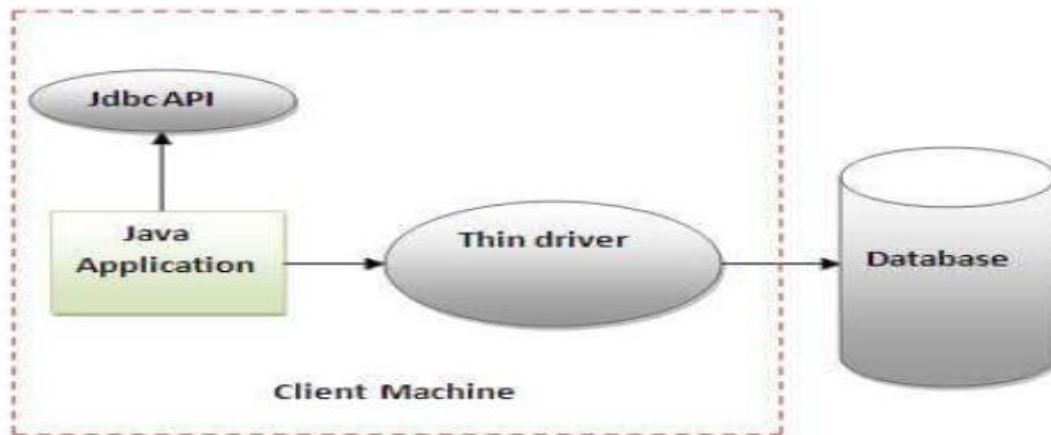 Jdbc API
Java
Application
Thin driver
Database
Client Machine